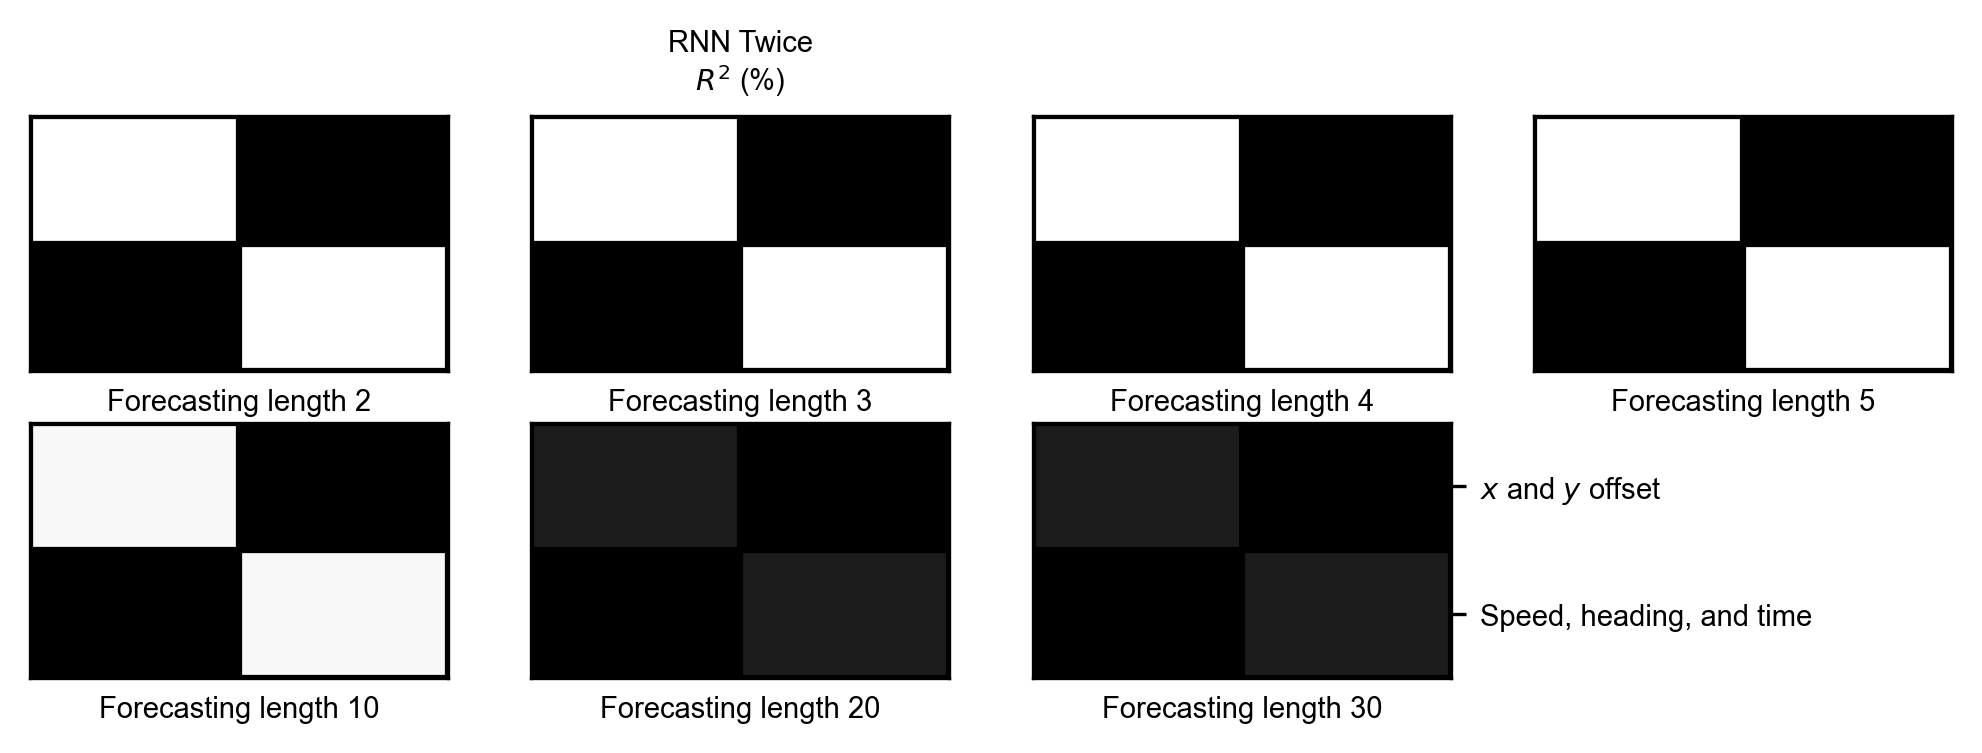 RNN Twice
R² (%)
Forecasting length 2
Forecasting length 3
Forecasting length 4
Forecasting length 5
x and y offset
Speed, heading, and time
Forecasting length 10
Forecasting length 20
Forecasting length 30